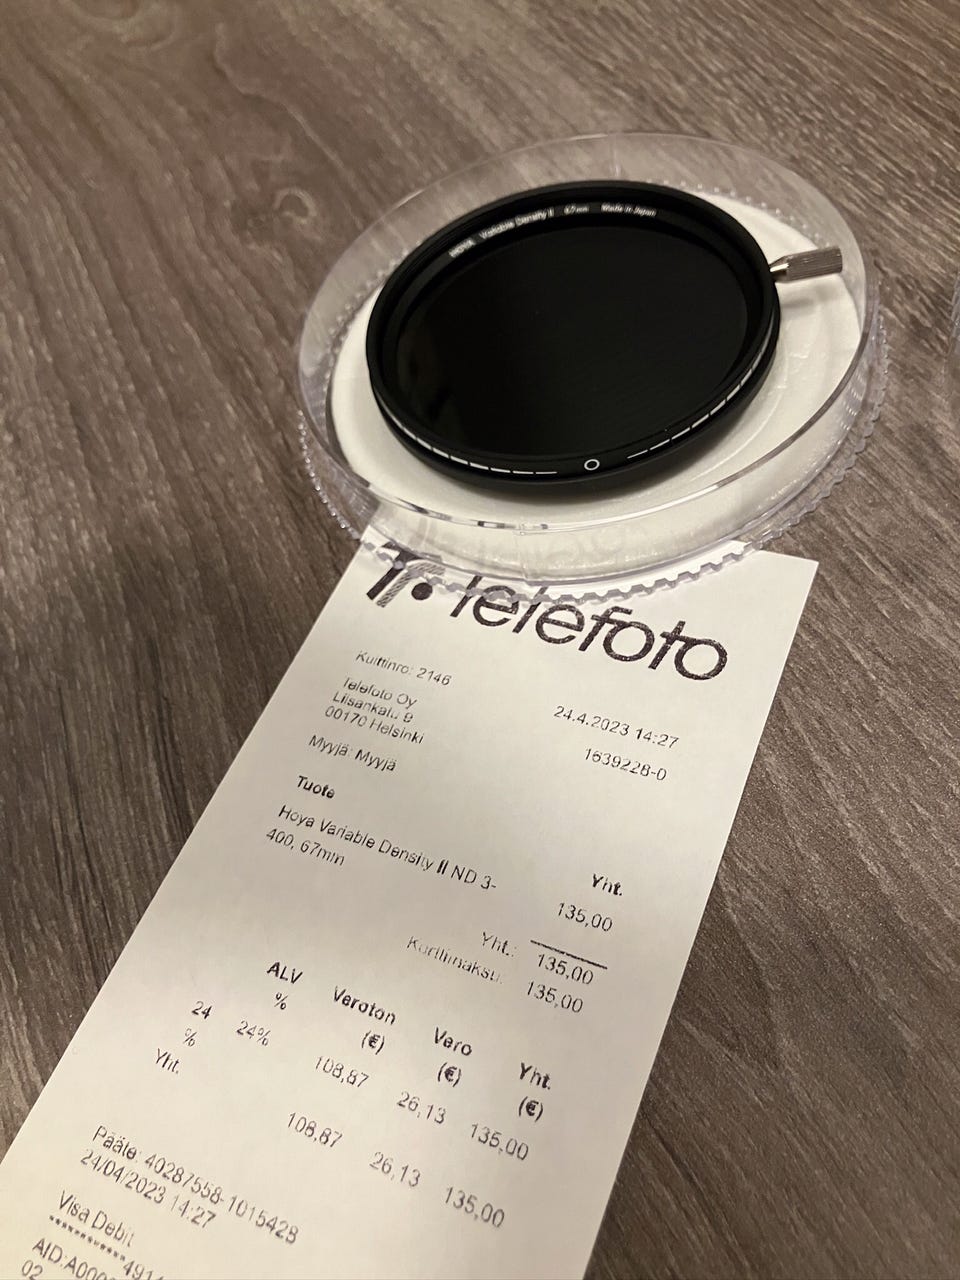 HOYA Variable Density II 67mm Made in Japan
Telefoto
Kuittinro: 2146
Telefoto Oy
Liisankatu 9
00170 Helsinki
24.4.2023 14:27
1639228-0
Myyjä: Myyjä
Tuote
Yht.
Hoya Variable Density II ND 3-
400, 67mm
135,00
Yht.: 135,00
Korttimaksu: 135,00
ALV % Veroton (€) Vero (€) Yht. (€)
24 % 24% 108,87 26,13 135,00
Yht. 108,87 26,13 135,00
Pääte: 40287558-1015428
24/04/2023 14:27
Visa Debit